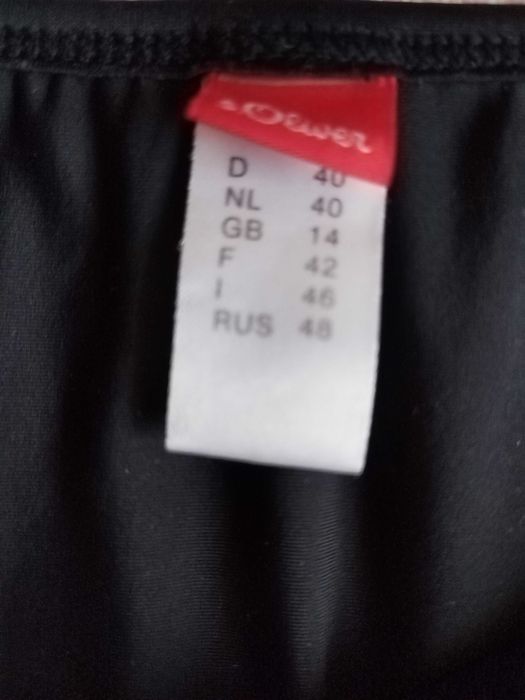 s.Oliver
D 40
NL 40
GB 14
F 42
I 46
RUS 48